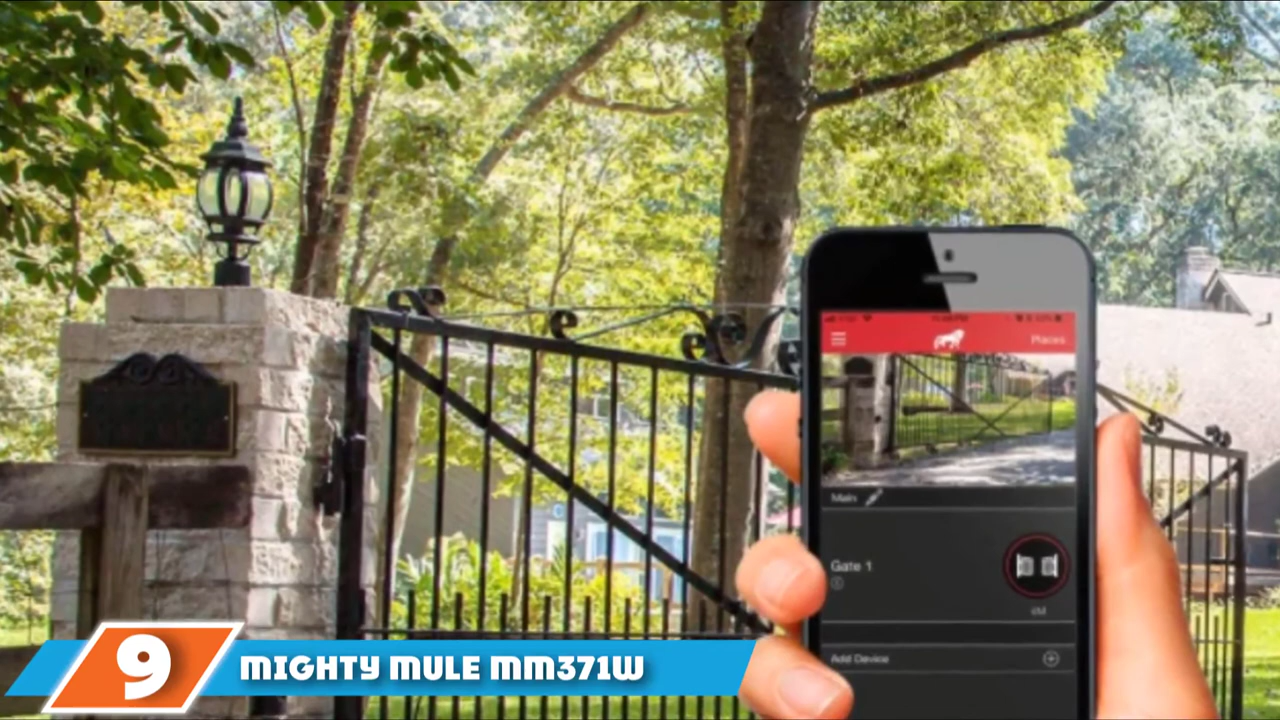 Places
Main
Gate 1
Add Device
9
MIGHTY MULE MM371W